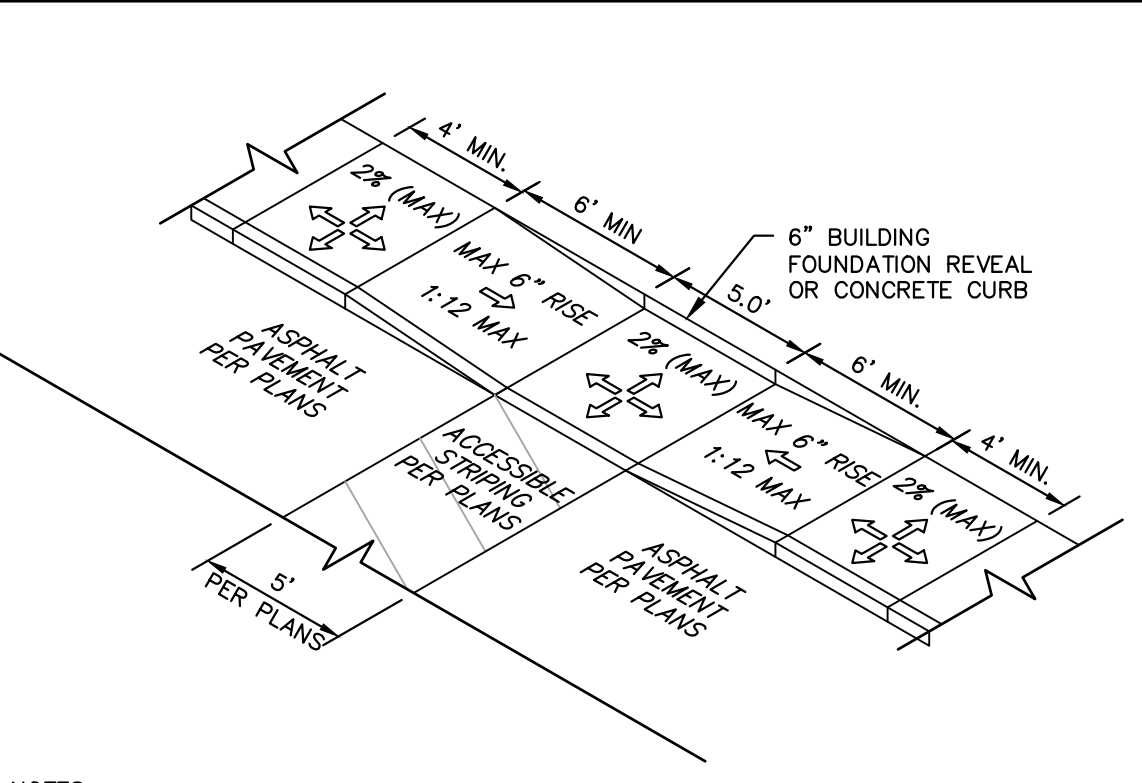 4' MIN.
6' MIN
5.0'
6' MIN.
4' MIN.
6" BUILDING
FOUNDATION REVEAL
OR CONCRETE CURB
2% (MAX)
MAX 6" RISE
1:12 MAX
2% (MAX)
MAX 6" RISE
1:12 MAX
2% (MAX)
ASPHALT
PAVEMENT
PER PLANS
ACCESSIBLE
STRIPING
PER PLANS
ASPHALT
PAVEMENT
PER PLANS
5'
PER PLANS